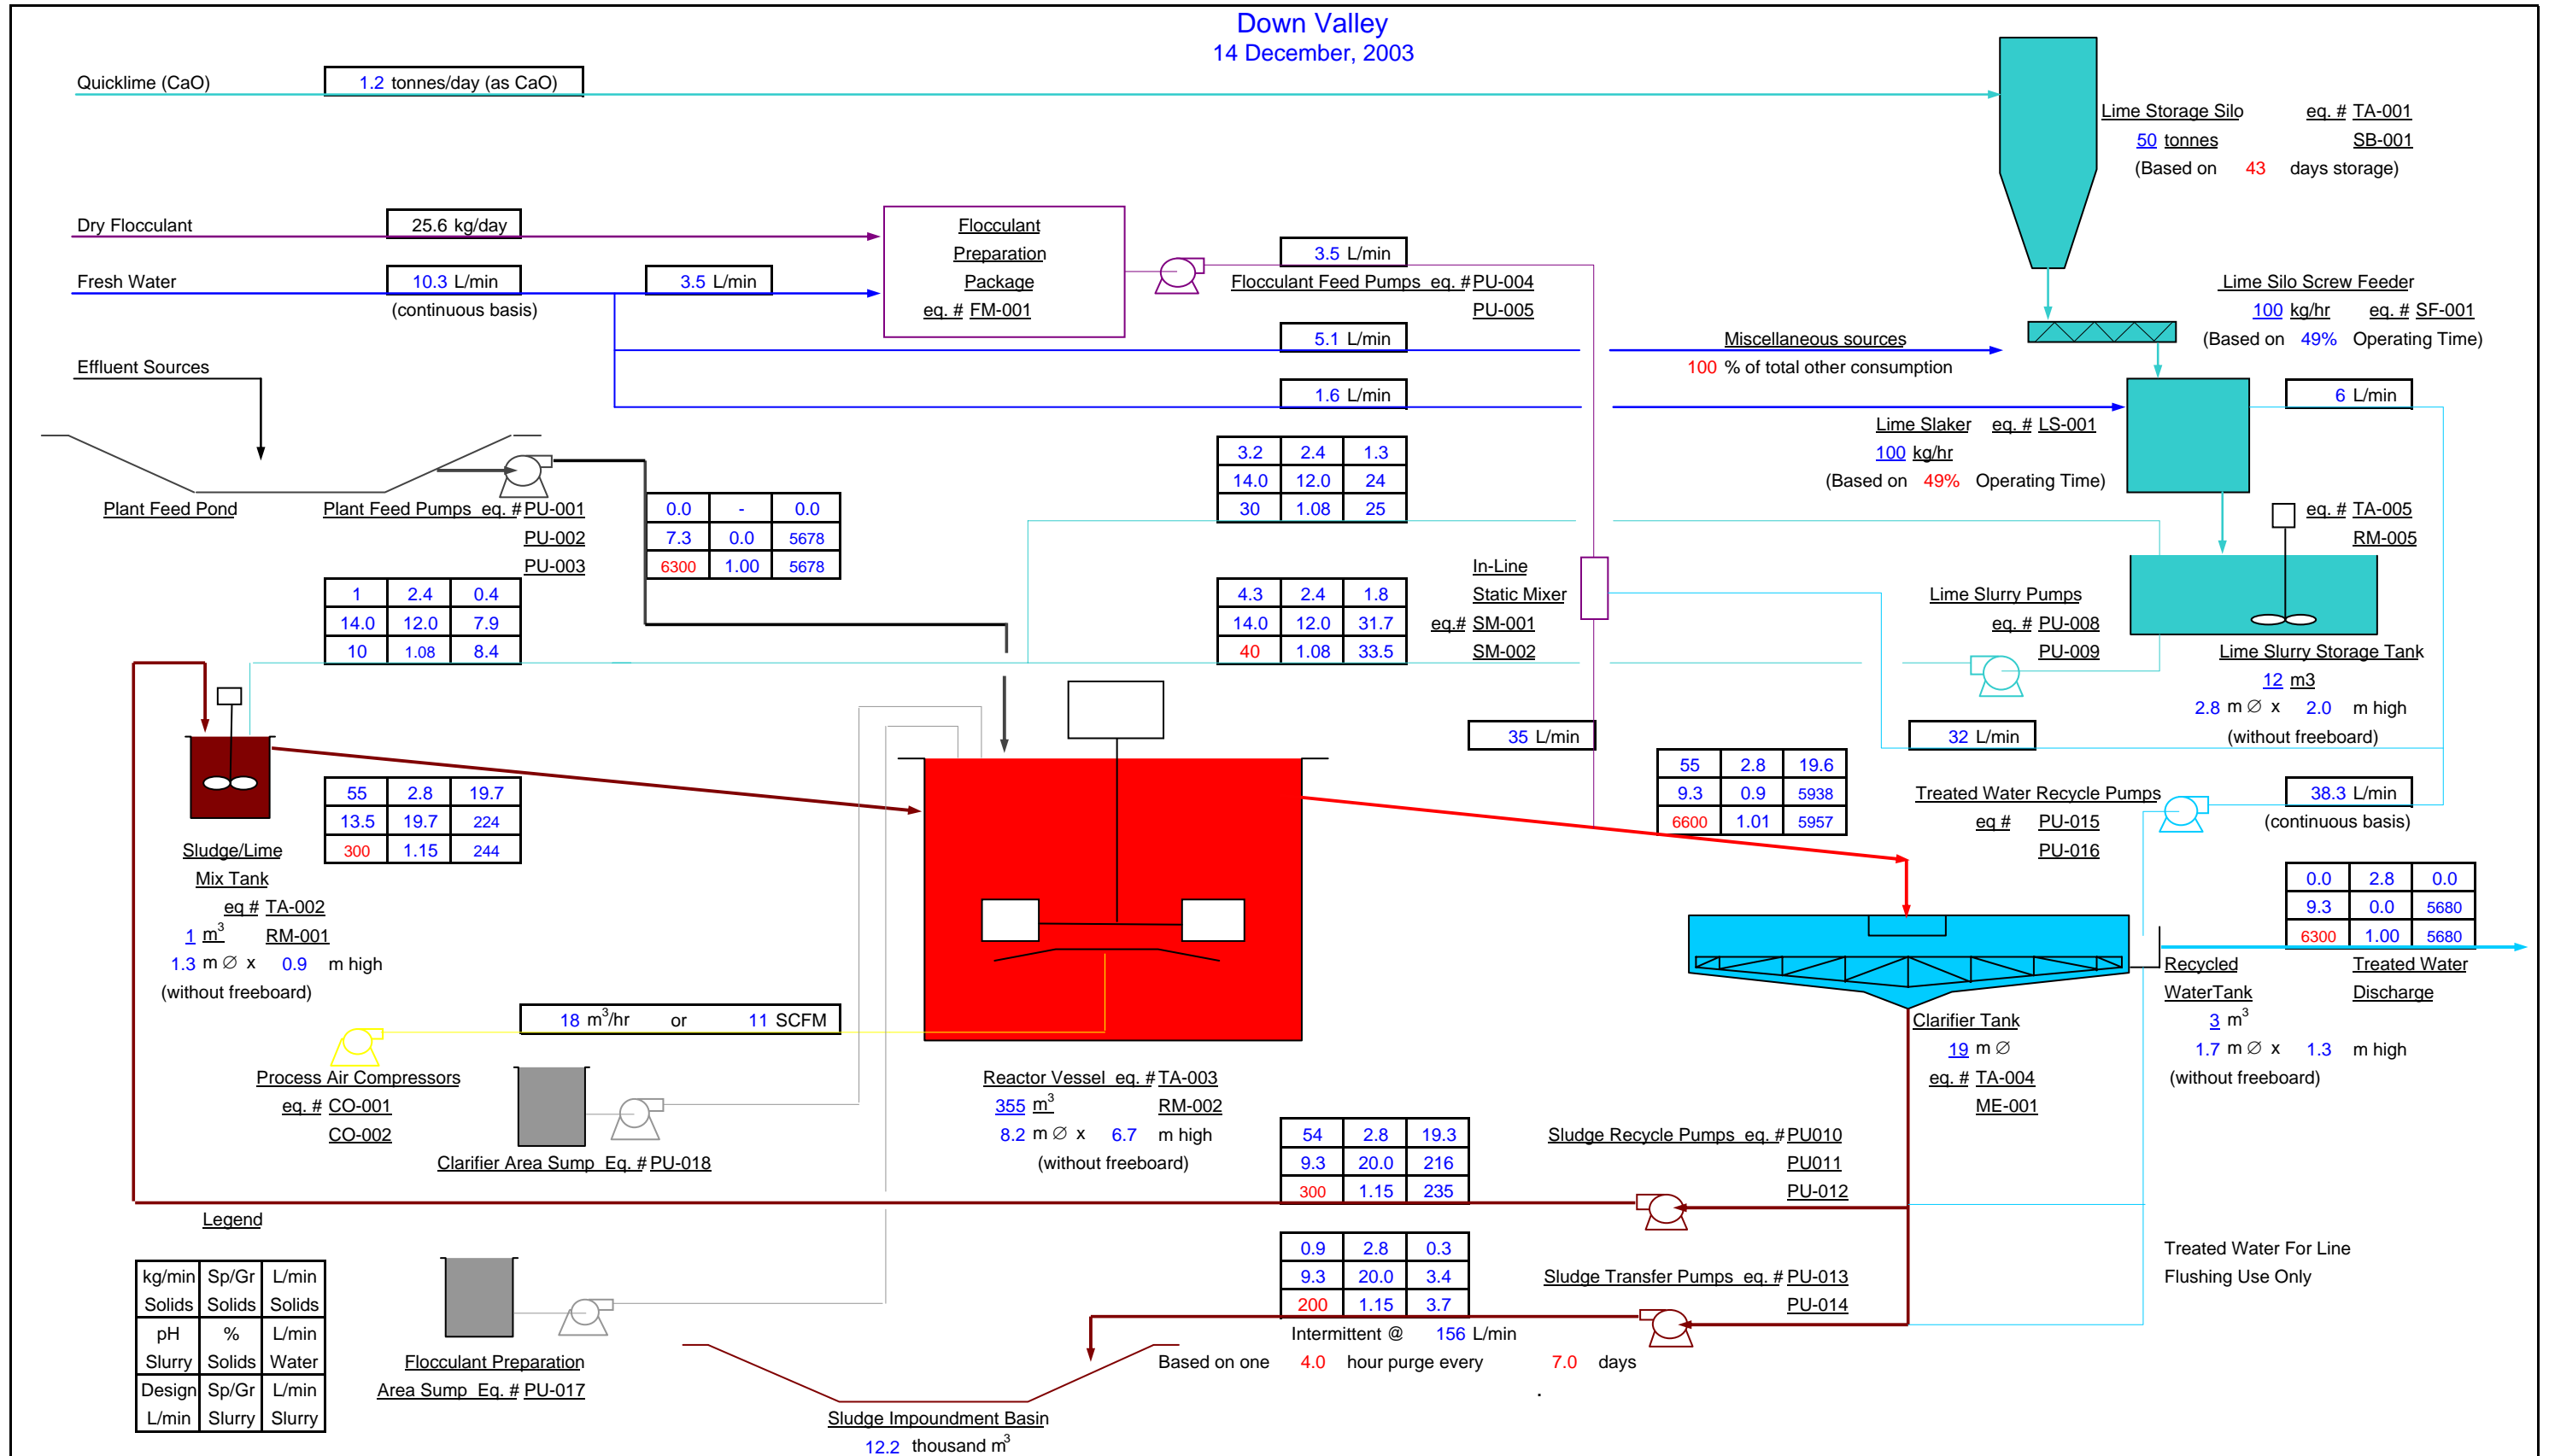 Down Valley
14 December, 2003
Quicklime (CaO) 1.2 tonnes/day (as CaO)
Lime Storage Silo eq. # TA-001
50 tonnes SB-001
(Based on 43 days storage)
Dry Flocculant 25.6 kg/day
Fresh Water 10.3 L/min 3.5 L/min
(continuous basis)
Flocculant
Preparation
Package
eq. # FM-001
3.5 L/min
Flocculant Feed Pumps eq. # PU-004
PU-005
5.1 L/min
Miscellaneous sources
100 % of total other consumption
1.6 L/min
Lime Silo Screw Feeder
100 kg/hr eq. # SF-001
(Based on 49% Operating Time)
6 L/min
Lime Slaker eq. # LS-001
100 kg/hr
(Based on 49% Operating Time)
Effluent Sources
Plant Feed Pond
Plant Feed Pumps eq. # PU-001
PU-002
PU-003
0.0 - 0.0
7.3 0.0 5678
6300 1.00 5678
3.2 2.4 1.3
14.0 12.0 24
30 1.08 25
eq. # TA-005
RM-005
1 2.4 0.4
14.0 12.0 7.9
10 1.08 8.4
4.3 2.4 1.8
14.0 12.0 31.7
40 1.08 33.5
In-Line
Static Mixer
eq.# SM-001
SM-002
Lime Slurry Pumps
eq. # PU-008
PU-009
Lime Slurry Storage Tank
12 m3
2.8 m ∅ x 2.0 m high
(without freeboard)
35 L/min
32 L/min
55 2.8 19.7
13.5 19.7 224
300 1.15 244
Sludge/Lime
Mix Tank
eq # TA-002
1 m³ RM-001
1.3 m ∅ x 0.9 m high
(without freeboard)
55 2.8 19.6
9.3 0.9 5938
6600 1.01 5957
Treated Water Recycle Pumps
eq # PU-015
PU-016
38.3 L/min
(continuous basis)
0.0 2.8 0.0
9.3 0.0 5680
6300 1.00 5680
Recycled
WaterTank
3 m³
1.7 m ∅ x 1.3 m high
(without freeboard)
Treated Water
Discharge
18 m³/hr or 11 SCFM
Process Air Compressors
eq. # CO-001
CO-002
Clarifier Area Sump Eq. # PU-018
Reactor Vessel eq. # TA-003
355 m³ RM-002
8.2 m ∅ x 6.7 m high
(without freeboard)
Clarifier Tank
19 m ∅
eq. # TA-004
ME-001
54 2.8 19.3
9.3 20.0 216
300 1.15 235
Sludge Recycle Pumps eq. # PU010
PU011
PU-012
0.9 2.8 0.3
9.3 20.0 3.4
200 1.15 3.7
Sludge Transfer Pumps eq. # PU-013
PU-014
Intermittent @ 156 L/min
Based on one 4.0 hour purge every 7.0 days
.
Treated Water For Line
Flushing Use Only
Legend
kg/min Sp/Gr L/min
Solids Solids Solids
pH % L/min
Slurry Solids Water
Design Sp/Gr L/min
L/min Slurry Slurry
Flocculant Preparation
Area Sump Eq. # PU-017
Sludge Impoundment Basin
12.2 thousand m³